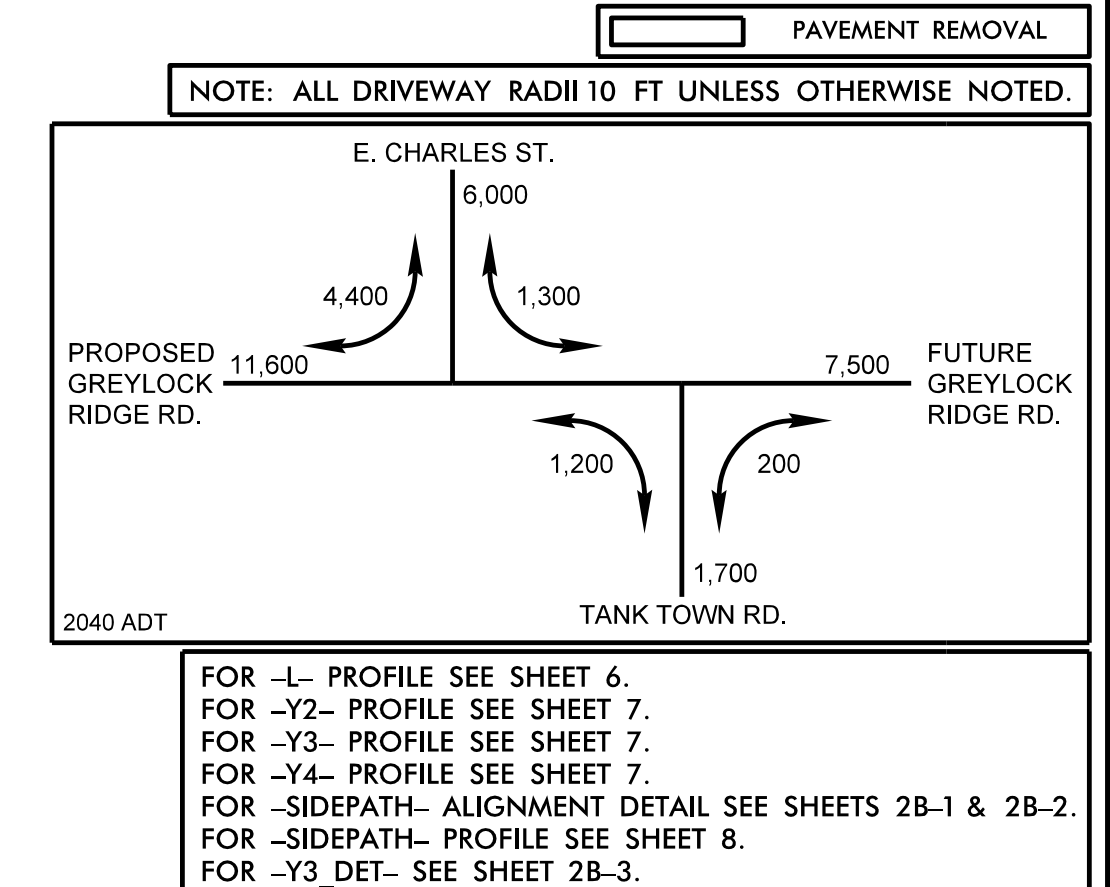 PAVEMENT REMOVAL
NOTE: ALL DRIVEWAY RADII 10 FT UNLESS OTHERWISE NOTED.
E. CHARLES ST.
6,000
4,400
1,300
PROPOSED
GREYLOCK
RIDGE RD.
11,600
7,500
FUTURE
GREYLOCK
RIDGE RD.
1,200
200
1,700
TANK TOWN RD.
2040 ADT
FOR –L– PROFILE SEE SHEET 6.
FOR –Y2– PROFILE SEE SHEET 7.
FOR –Y3– PROFILE SEE SHEET 7.
FOR –Y4– PROFILE SEE SHEET 7.
FOR –SIDEPATH– ALIGNMENT DETAIL SEE SHEETS 2B–1 & 2B–2.
FOR –SIDEPATH– PROFILE SEE SHEET 8.
FOR –Y3_DET– SEE SHEET 2B–3.